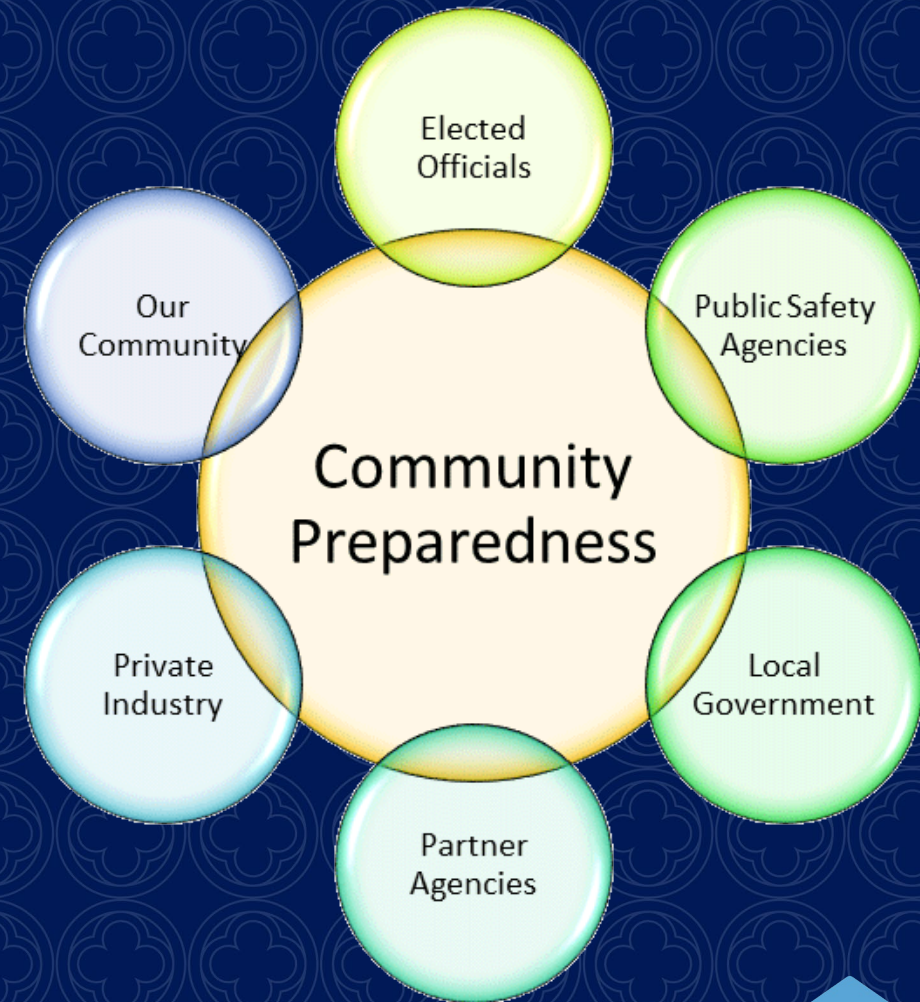 Elected
Officials
Public Safety
Agencies
Local
Government
Partner
Agencies
Private
Industry
Our
Community
Community
Preparedness